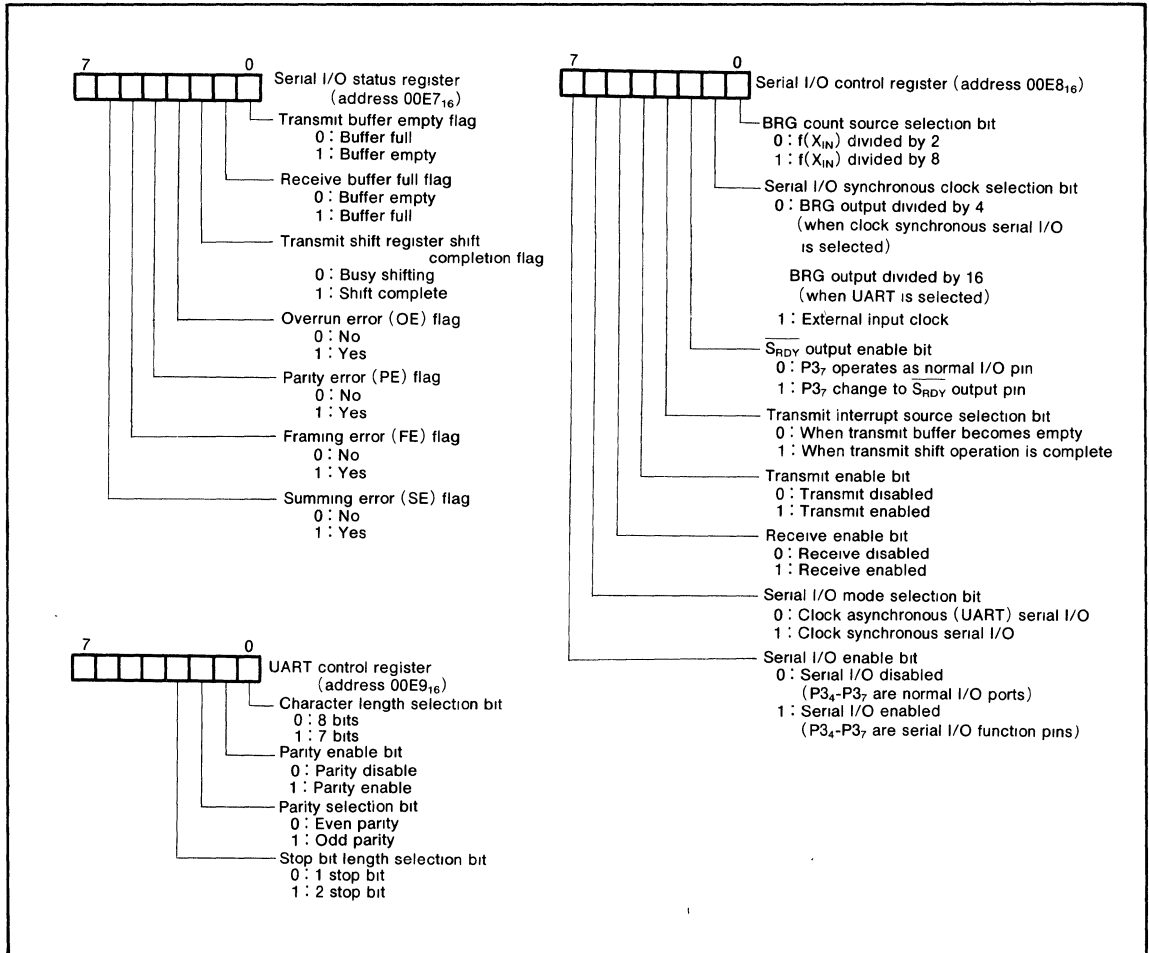 7 0
Serial I/O status register
(address 00E7₁₆)
Transmit buffer empty flag
0 : Buffer full
1 : Buffer empty
Receive buffer full flag
0 : Buffer empty
1 : Buffer full
Transmit shift register shift
completion flag
0 : Busy shifting
1 : Shift complete
Overrun error (OE) flag
0 : No
1 : Yes
Parity error (PE) flag
0 : No
1 : Yes
Framing error (FE) flag
0 : No
1 : Yes
Summing error (SE) flag
0 : No
1 : Yes
7 0
UART control register
(address 00E9₁₆)
Character length selection bit
0 : 8 bits
1 : 7 bits
Parity enable bit
0 : Parity disable
1 : Parity enable
Parity selection bit
0 : Even parity
1 : Odd parity
Stop bit length selection bit
0 : 1 stop bit
1 : 2 stop bit
7 0
Serial I/O control register (address 00E8₁₆)
BRG count source selection bit
0 : f(X_IN) divided by 2
1 : f(X_IN) divided by 8
Serial I/O synchronous clock selection bit
0 : BRG output divided by 4
(when clock synchronous serial I/O
is selected)
BRG output divided by 16
(when UART is selected)
1 : External input clock
S̅_R̅D̅Y̅ output enable bit
0 : P3₇ operates as normal I/O pin
1 : P3₇ change to S̅_R̅D̅Y̅ output pin
Transmit interrupt source selection bit
0 : When transmit buffer becomes empty
1 : When transmit shift operation is complete
Transmit enable bit
0 : Transmit disabled
1 : Transmit enabled
Receive enable bit
0 : Receive disabled
1 : Receive enabled
Serial I/O mode selection bit
0 : Clock asynchronous (UART) serial I/O
1 : Clock synchronous serial I/O
Serial I/O enable bit
0 : Serial I/O disabled
(P3₄-P3₇ are normal I/O ports)
1 : Serial I/O enabled
(P3₄-P3₇ are serial I/O function pins)